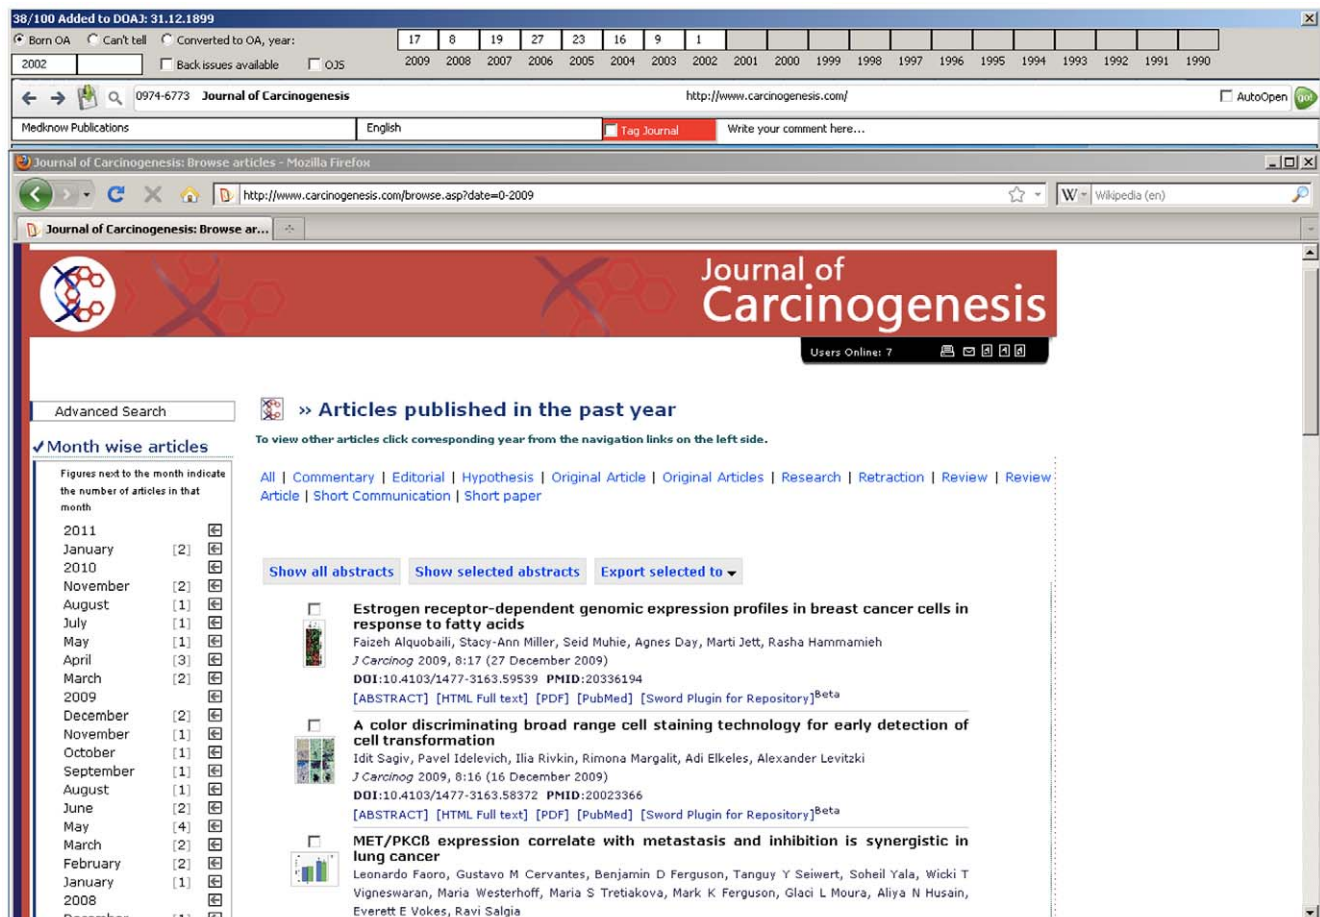 38/100 Added to DOAJ: 31.12.1899
Born OA Can't tell Converted to OA, year: 17 8 19 27 23 16 9 1
2002 Back issues available OJS 2009 2008 2007 2006 2005 2004 2003 2002 2001 2000 1999 1998 1997 1996 1995 1994 1993 1992 1991 1990
0974-6773 Journal of Carcinogenesis http://www.carcinogenesis.com/ AutoOpen go!
Medknow Publications English Tag Journal Write your comment here...
Journal of Carcinogenesis: Browse articles - Mozilla Firefox
http://www.carcinogenesis.com/browse.asp?date=0-2009 W Wikipedia (en)
Journal of Carcinogenesis: Browse ar...
Journal of
Carcinogenesis
Users Online: 7
Advanced Search
Month wise articles
Figures next to the month indicate
the number of articles in that
month
2011
January [2]
2010
November [2]
August [1]
July [1]
May [1]
April [3]
March [2]
2009
December [2]
November [1]
October [1]
September [1]
August [1]
June [2]
May [4]
March [2]
February [2]
January [1]
2008
» Articles published in the past year
To view other articles click corresponding year from the navigation links on the left side.
All | Commentary | Editorial | Hypothesis | Original Article | Original Articles | Research | Retraction | Review | Review
Article | Short Communication | Short paper
Show all abstracts Show selected abstracts Export selected to
Estrogen receptor-dependent genomic expression profiles in breast cancer cells in
response to fatty acids
Faizeh Alquobaili, Stacy-Ann Miller, Seid Muhie, Agnes Day, Marti Jett, Rasha Hammamieh
J Carcinog 2009, 8:17 (27 December 2009)
DOI:10.4103/1477-3163.59539 PMID:20336194
[ABSTRACT] [HTML Full text] [PDF] [PubMed] [Sword Plugin for Repository]Beta
A color discriminating broad range cell staining technology for early detection of
cell transformation
Idit Sagiv, Pavel Idelevich, Ilia Rivkin, Rimona Margalit, Adi Elkeles, Alexander Levitzki
J Carcinog 2009, 8:16 (16 December 2009)
DOI:10.4103/1477-3163.58372 PMID:20023366
[ABSTRACT] [HTML Full text] [PDF] [PubMed] [Sword Plugin for Repository]Beta
MET/PKCß expression correlate with metastasis and inhibition is synergistic in
lung cancer
Leonardo Faoro, Gustavo M Cervantes, Benjamin D Ferguson, Tanguy Y Seiwert, Soheil Yala, Wicki T
Vigneswaran, Maria Westerhoff, Maria S Tretiakova, Mark K Ferguson, Glaci L Moura, Aliya N Husain,
Everett E Vokes, Ravi Salgia